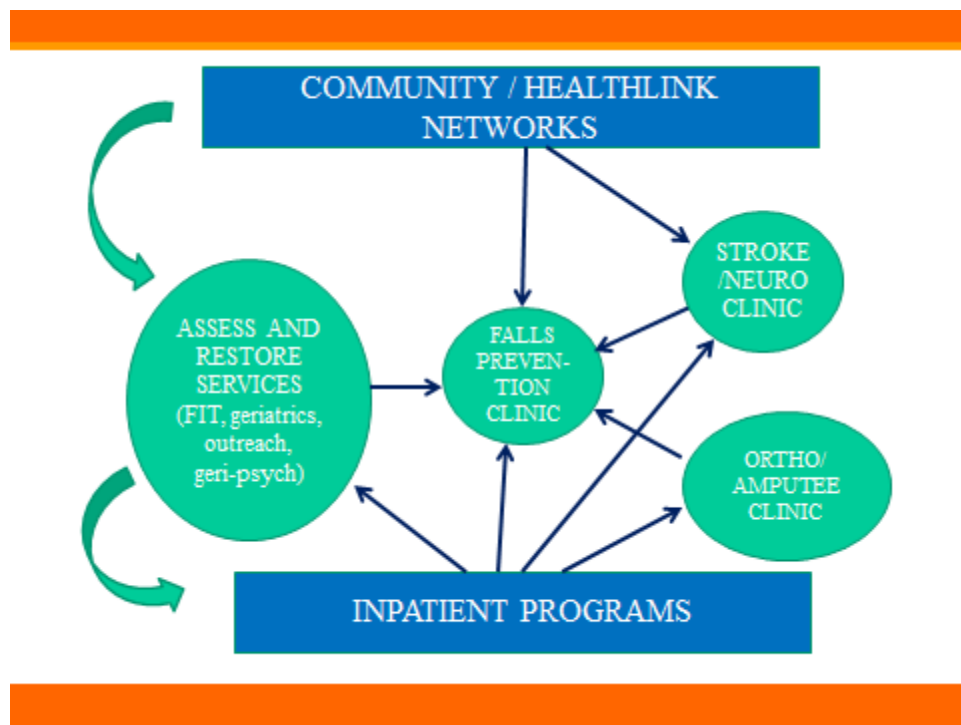 COMMUNITY / HEALTHLINK
NETWORKS
STROKE
/NEURO
CLINIC
ASSESS AND
RESTORE
SERVICES
(FIT, geriatrics,
outreach,
geri-psych)
FALLS
PREVEN-
TION
CLINIC
ORTHO/
AMPUTEE
CLINIC
INPATIENT PROGRAMS